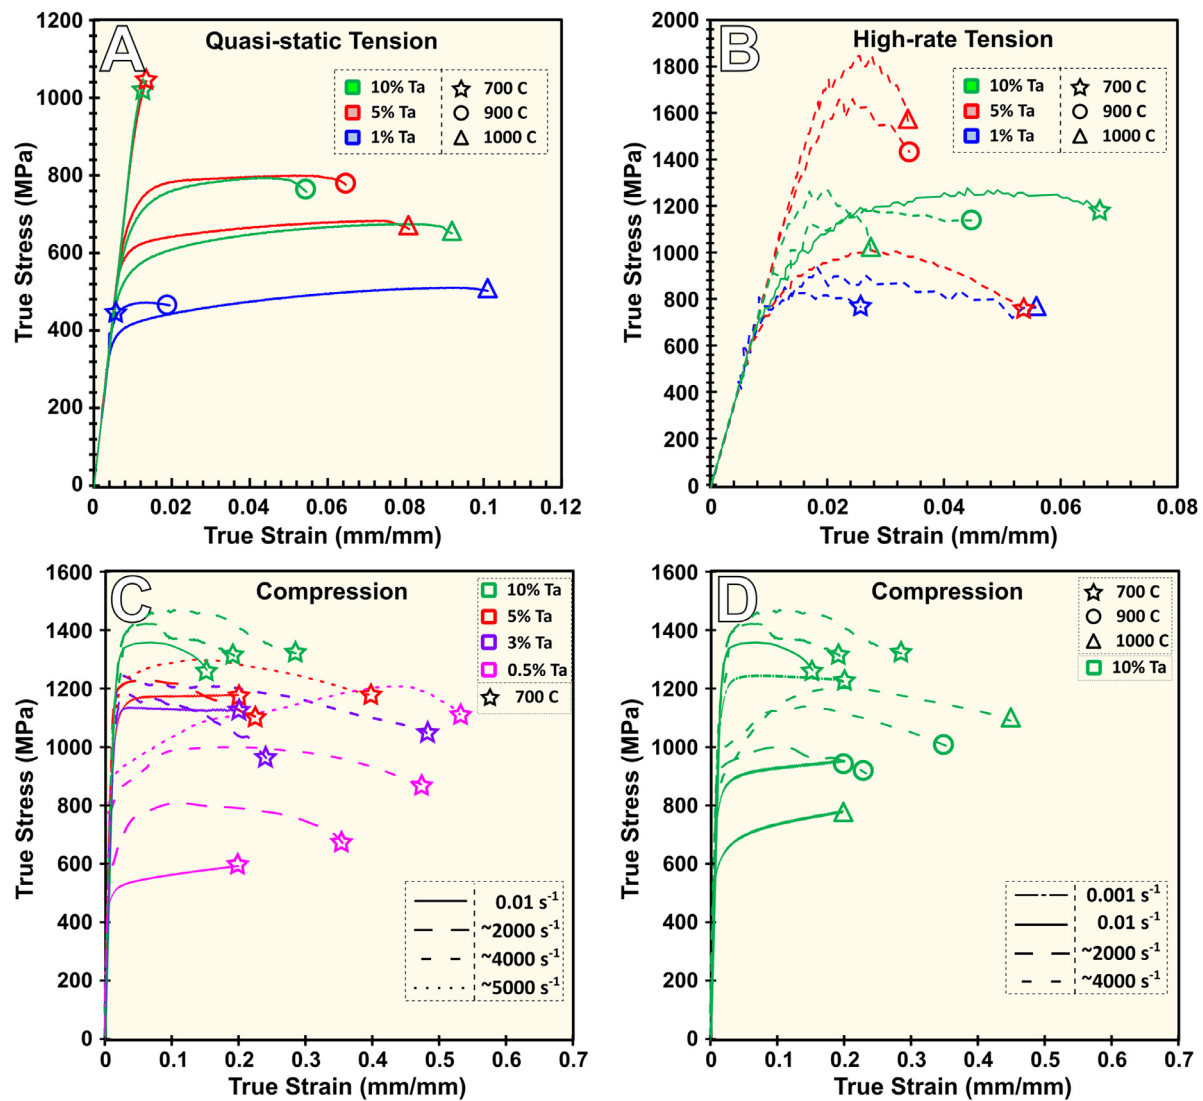 A
Quasi-static Tension
10% Ta
5% Ta
1% Ta
700 C
900 C
1000 C
1200
1000
800
600
400
200
0
True Stress (MPa)
0 0.02 0.04 0.06 0.08 0.1 0.12
True Strain (mm/mm)
B
High-rate Tension
10% Ta
5% Ta
1% Ta
700 C
900 C
1000 C
2000
1800
1600
1400
1200
1000
800
600
400
200
0
True Stress (MPa)
0 0.02 0.04 0.06 0.08
True Strain (mm/mm)
C
Compression
10% Ta
5% Ta
3% Ta
0.5% Ta
700 C
0.01 s⁻¹
~2000 s⁻¹
~4000 s⁻¹
~5000 s⁻¹
1600
1400
1200
1000
800
600
400
200
0
True Stress (MPa)
0 0.1 0.2 0.3 0.4 0.5 0.6 0.7
True Strain (mm/mm)
D
Compression
700 C
900 C
1000 C
10% Ta
0.001 s⁻¹
0.01 s⁻¹
~2000 s⁻¹
~4000 s⁻¹
1600
1400
1200
1000
800
600
400
200
0
True Stress (MPa)
0 0.1 0.2 0.3 0.4 0.5 0.6 0.7
True Strain (mm/mm)